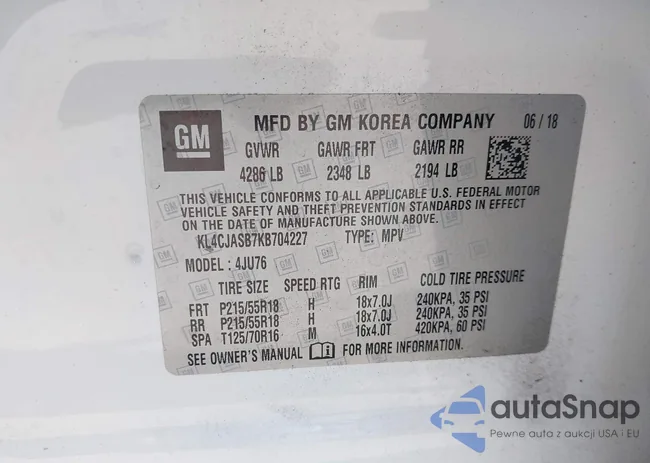 GM
MFD BY GM KOREA COMPANY 06/18
GVWR GAWR FRT GAWR RR
4286 LB 2348 LB 2194 LB
THIS VEHICLE CONFORMS TO ALL APPLICABLE U.S. FEDERAL MOTOR
VEHICLE SAFETY AND THEFT PREVENTION STANDARDS IN EFFECT
ON THE DATE OF MANUFACTURE SHOWN ABOVE.
KL4CJASB7KB704227 TYPE: MPV
MODEL: 4JU76
TIRE SIZE SPEED RTG RIM COLD TIRE PRESSURE
FRT P215/55R18 H 18x7.0J 240KPA, 35 PSI
RR P215/55R18 H 18x7.0J 240KPA, 35 PSI
SPA T125/70R16 M 16x4.0T 420KPA, 60 PSI
SEE OWNER'S MANUAL FOR MORE INFORMATION.
autoSnap
Pewne auta z aukcji USA i EU